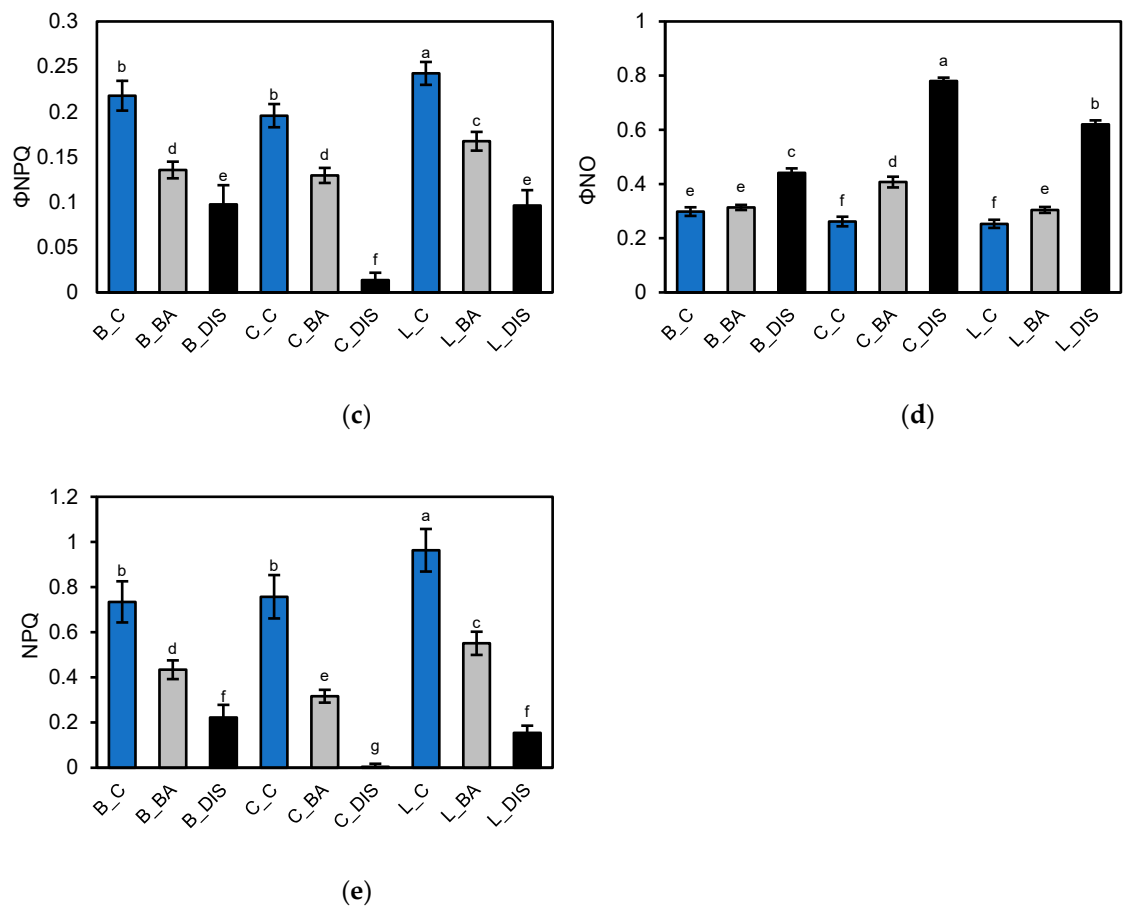 0.3
0.25
0.2
0.15
0.1
0.05
0
ΦNPQ
b
d
e
b
d
f
a
c
e
B_C
B_BA
B_DIS
C_C
C_BA
C_DIS
L_C
L_BA
L_DIS
(c)
1
0.8
0.6
0.4
0.2
0
ΦNO
e
e
c
f
d
a
f
e
b
B_C
B_BA
B_DIS
C_C
C_BA
C_DIS
L_C
L_BA
L_DIS
(d)
1.2
1
0.8
0.6
0.4
0.2
0
NPQ
b
d
f
b
e
g
a
c
f
B_C
B_BA
B_DIS
C_C
C_BA
C_DIS
L_C
L_BA
L_DIS
(e)